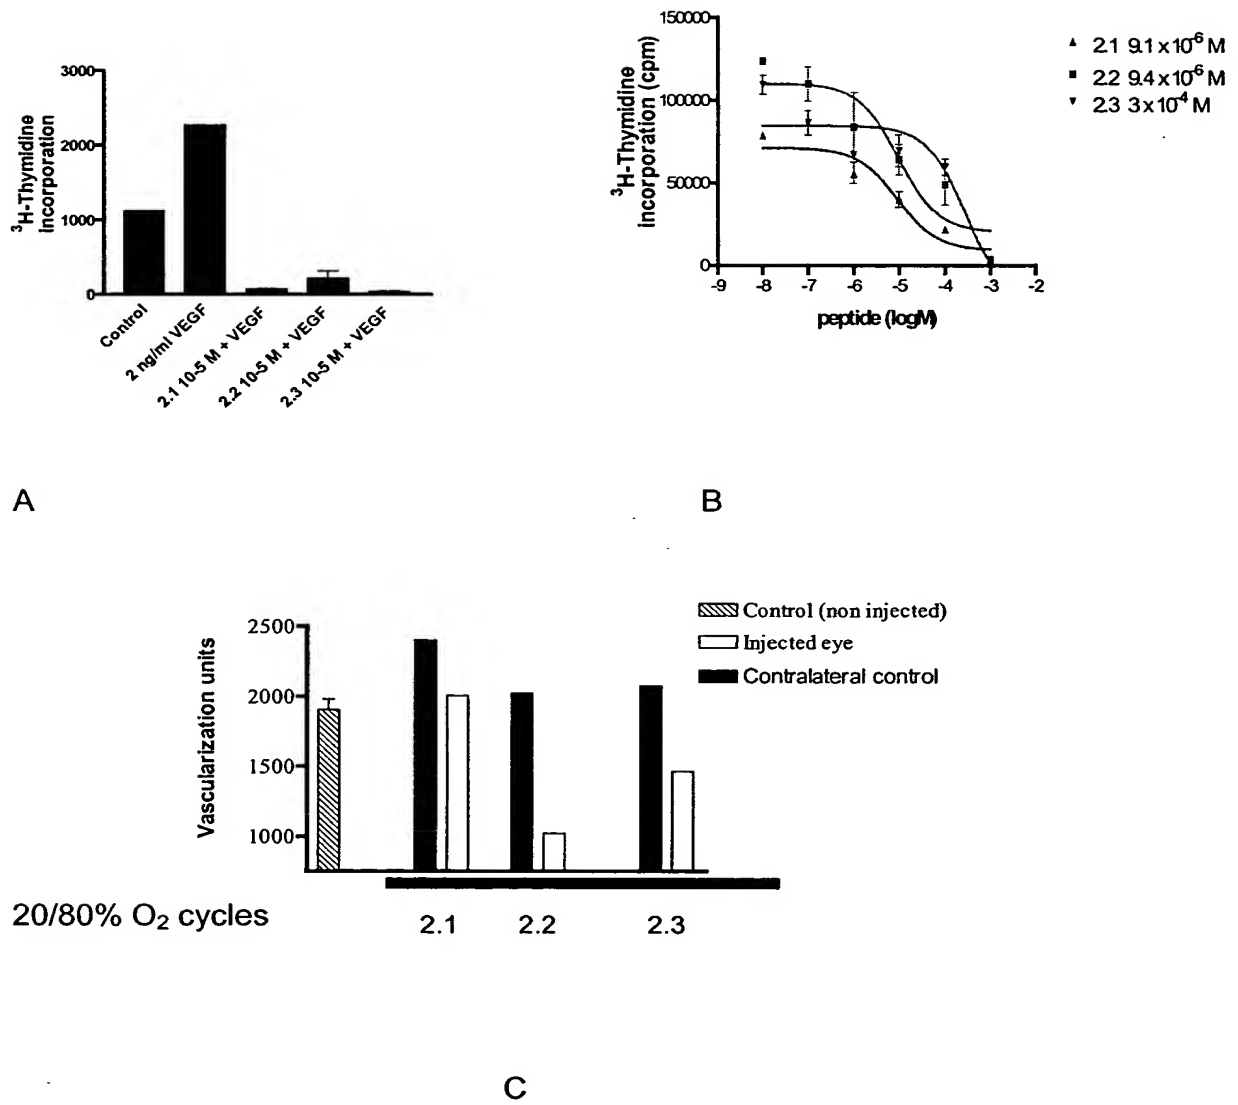 3000
2000
1000
0
³H-Thymidine
Incorporation
Control
2 ng/ml VEGF
2.1 10-5 M + VEGF
2.2 10-5 M + VEGF
2.3 10-5 M + VEGF
A
150000
100000
50000
0
³H-Thymidine
incorporation (cpm)
-9 -8 -7 -6 -5 -4 -3 -2
peptide (logM)
2.1 9.1x10⁻⁶ M
2.2 9.4x10⁻⁶ M
2.3 3x10⁻⁴ M
B
2500
2000
1500
1000
Vascularization units
Control (non injected)
Injected eye
Contralateral control
20/80% O₂ cycles
2.1 2.2 2.3
C